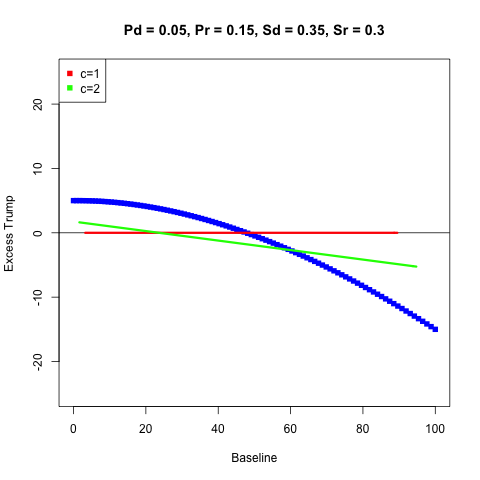 Pd = 0.05, Pr = 0.15, Sd = 0.35, Sr = 0.3
c=1
c=2
Excess Trump
20
10
0
-10
-20
0 20 40 60 80 100
Baseline